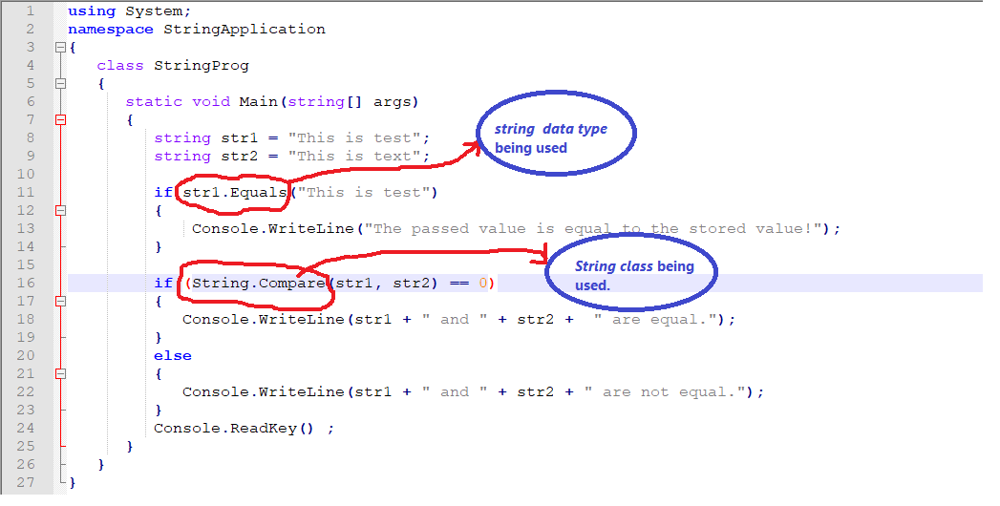 1 using System;
2 namespace StringApplication
3 {
4 class StringProg
5 {
6 static void Main(string[] args)
7 {
8 string str1 = "This is test";
9 string str2 = "This is text";
10
11 if str1.Equals("This is test")
12 {
13 Console.WriteLine("The passed value is equal to the stored value!");
14 }
15
16 if (String.Compare(str1, str2) == 0)
17 {
18 Console.WriteLine(str1 + " and " + str2 +  " are equal.");
19 }
20 else
21 {
22 Console.WriteLine(str1 + " and " + str2 + " are not equal.");
23 }
24 Console.ReadKey() ;
25 }
26 }
27 }
string data type
being used
String class being
used.